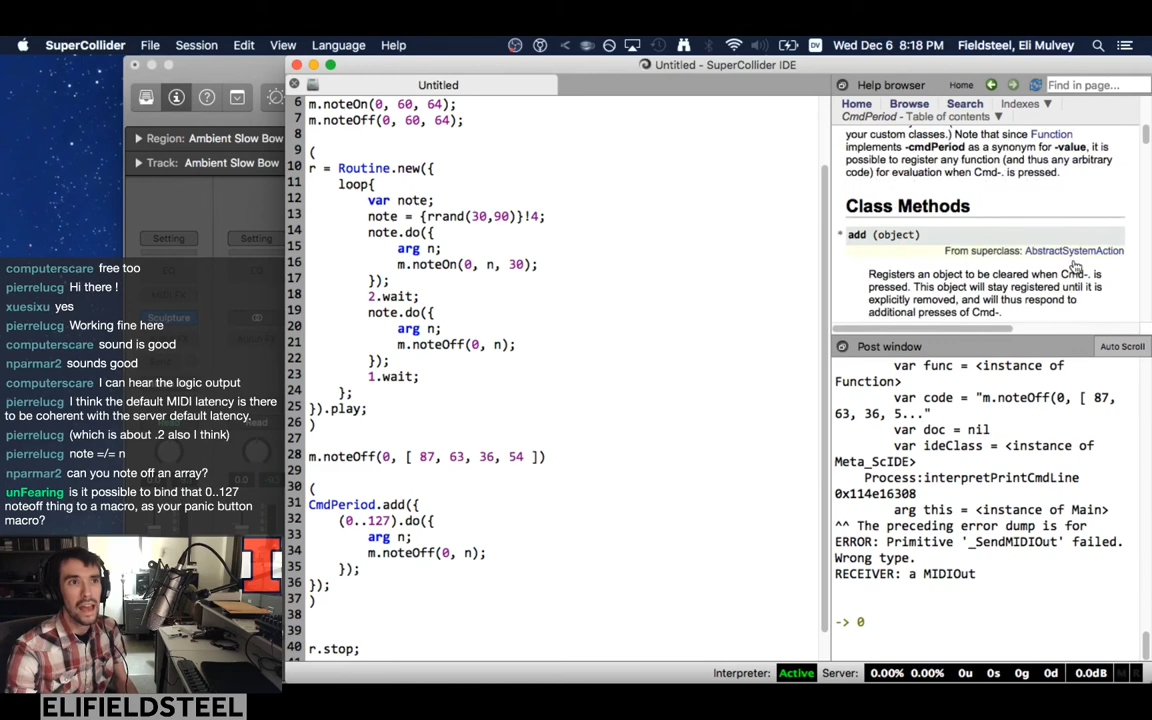 SuperCollider File Session Edit View Language Help
Wed Dec 6 8:18 PM Fieldsteel, Eli Mulvey
Untitled - SuperCollider IDE
Region: Ambient Slow Bow
Track: Ambient Slow Bow
Setting Setting
Sculpture
Read
computerscare free too
pierrelucg Hi there !
xuesixu yes
pierrelucg Working fine here
computerscare sound is good
nparmar2 sounds good
computerscare I can hear the logic output
pierrelucg I think the default MIDI latency is there
to be coherent with the server default latency.
pierrelucg (which is about .2 also I think)
pierrelucg note =/= n
nparmar2 can you note off an array?
unFearing is it possible to bind that 0..127
noteoff thing to a macro, as your panic button
macro?
ELIFIELDSTEEL
Untitled
6 m.noteOn(0, 60, 64);
7 m.noteOff(0, 60, 64);
8
9 (
10 r = Routine.new({
11 loop{
12 var note;
13 note = {rrand(30,90)}!4;
14 note.do({
15 arg n;
16 m.noteOn(0, n, 30);
17 });
18 2.wait;
19 note.do({
20 arg n;
21 m.noteOff(0, n);
22 });
23 1.wait;
24 };
25 }).play;
26 )
27
28 m.noteOff(0, [ 87, 63, 36, 54 ])
29
30 (
31 CmdPeriod.add({
32 (0..127).do({
33 arg n;
34 m.noteOff(0, n);
35 });
36 });
37 )
38
39
40 r.stop;
Help browser Home Find in page...
Home Browse Search Indexes ▼
CmdPeriod - Table of contents ▼
your custom classes.) Note that since Function
implements -cmdPeriod as a synonym for -value, it is
possible to register any function (and thus any arbitrary
code) for evaluation when Cmd-. is pressed.
Class Methods
* add (object)
From superclass: AbstractSystemAction
Registers an object to be cleared when Cmd-. is
pressed. This object will stay registered until it is
explicitly removed, and will thus respond to
additional presses of Cmd-.
Post window Auto Scroll
var func = <instance of
Function>
var code = "m.noteOff(0, [ 87,
63, 36, 5..."
var doc = nil
var ideClass = <instance of
Meta_ScIDE>
Process:interpretPrintCmdLine
0x114e16308
arg this = <instance of Main>
^^ The preceding error dump is for
ERROR: Primitive '_SendMIDIOut' failed.
Wrong type.
RECEIVER: a MIDIOut
-> 0
Interpreter: Active Server: 0.00% 0.00% 0u 0s 0g 0d 0.0dB M R